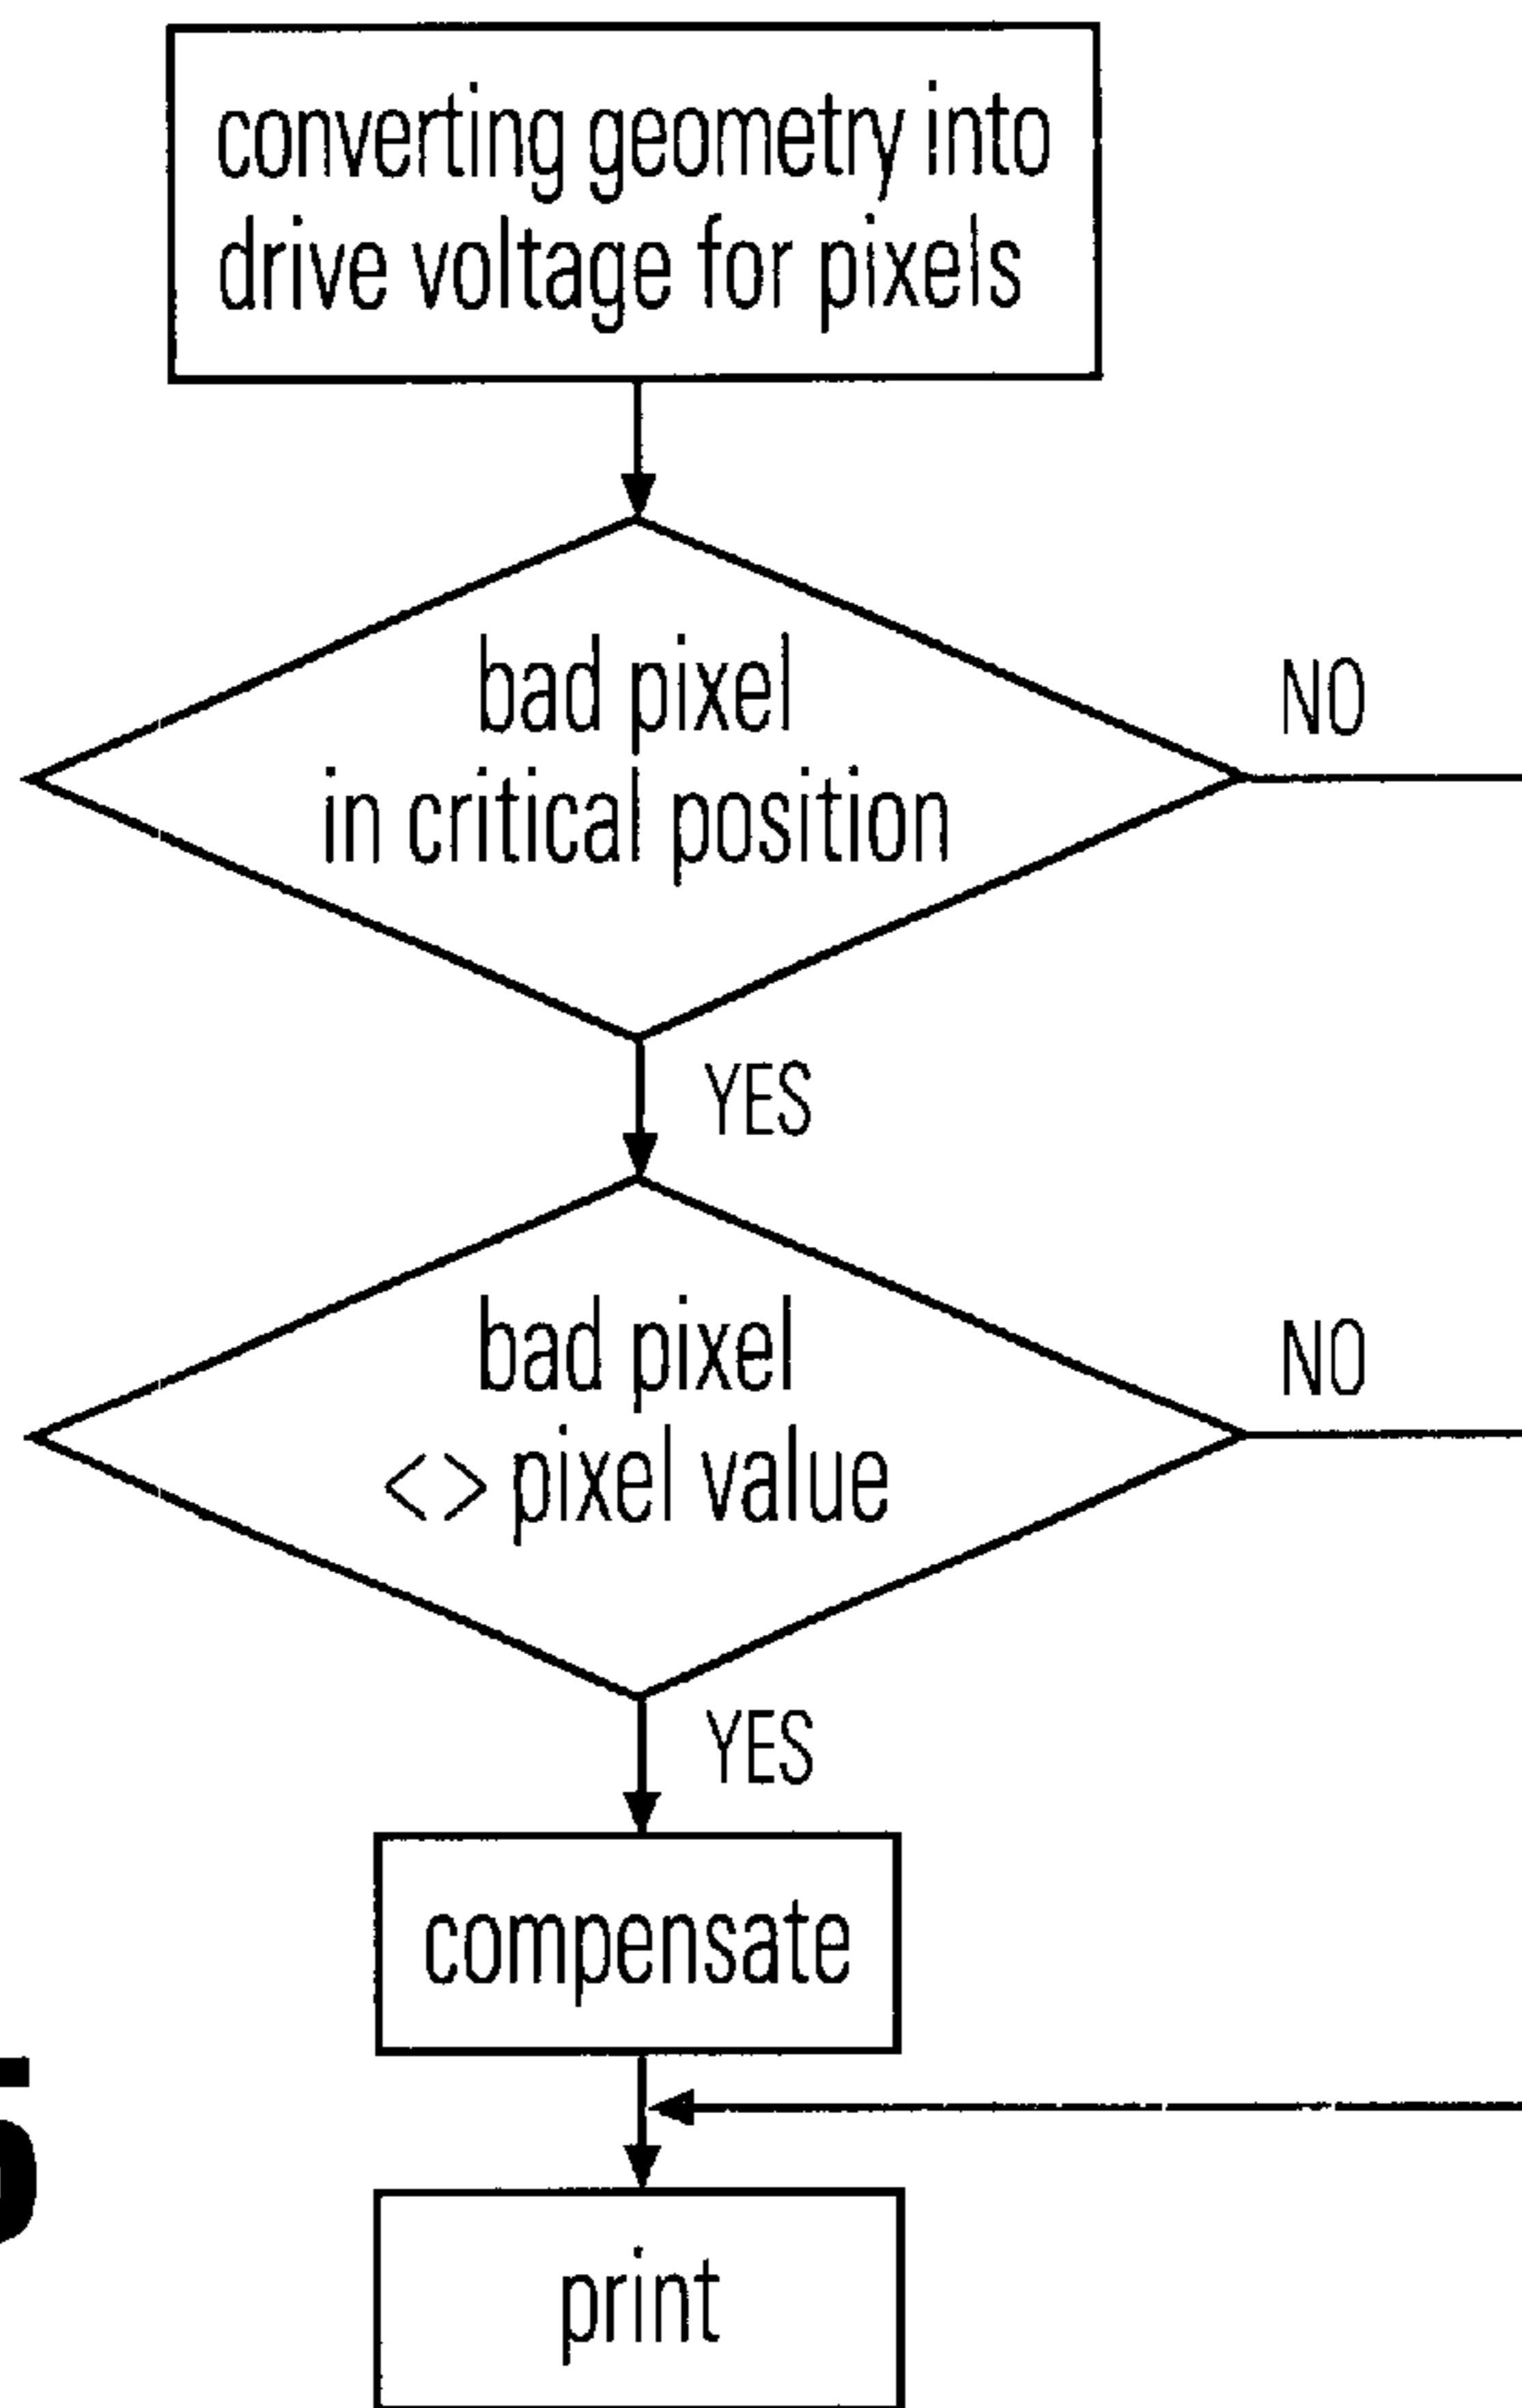 converting geometry into
drive voltage for pixels
bad pixel
in critical position
NO
YES
bad pixel
<> pixel value
NO
YES
compensate
print